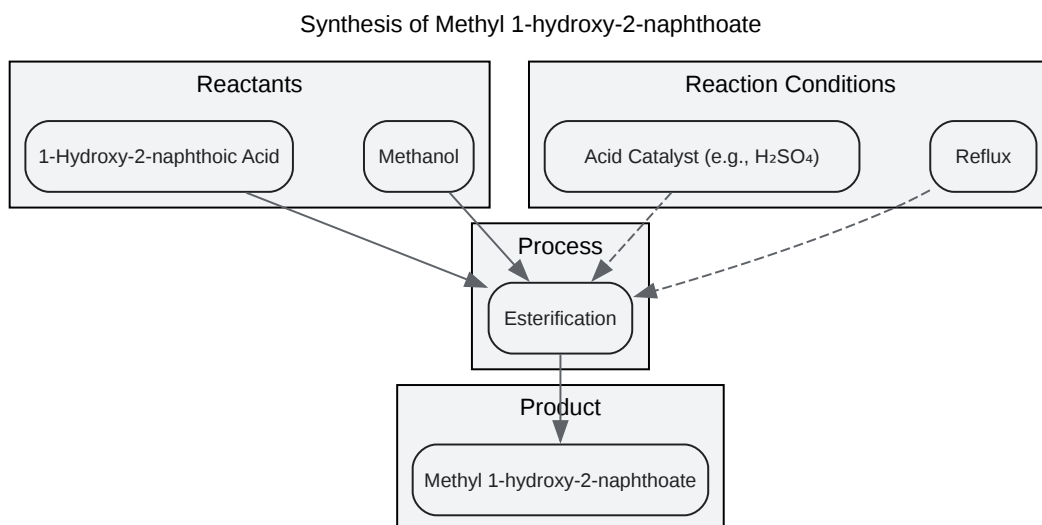 Synthesis of Methyl 1-hydroxy-2-naphthoate
Reactants
Reaction Conditions
1-Hydroxy-2-naphthoic Acid
Methanol
Acid Catalyst (e.g., H₂SO₄)
Reflux
Process
Esterification
Product
Methyl 1-hydroxy-2-naphthoate